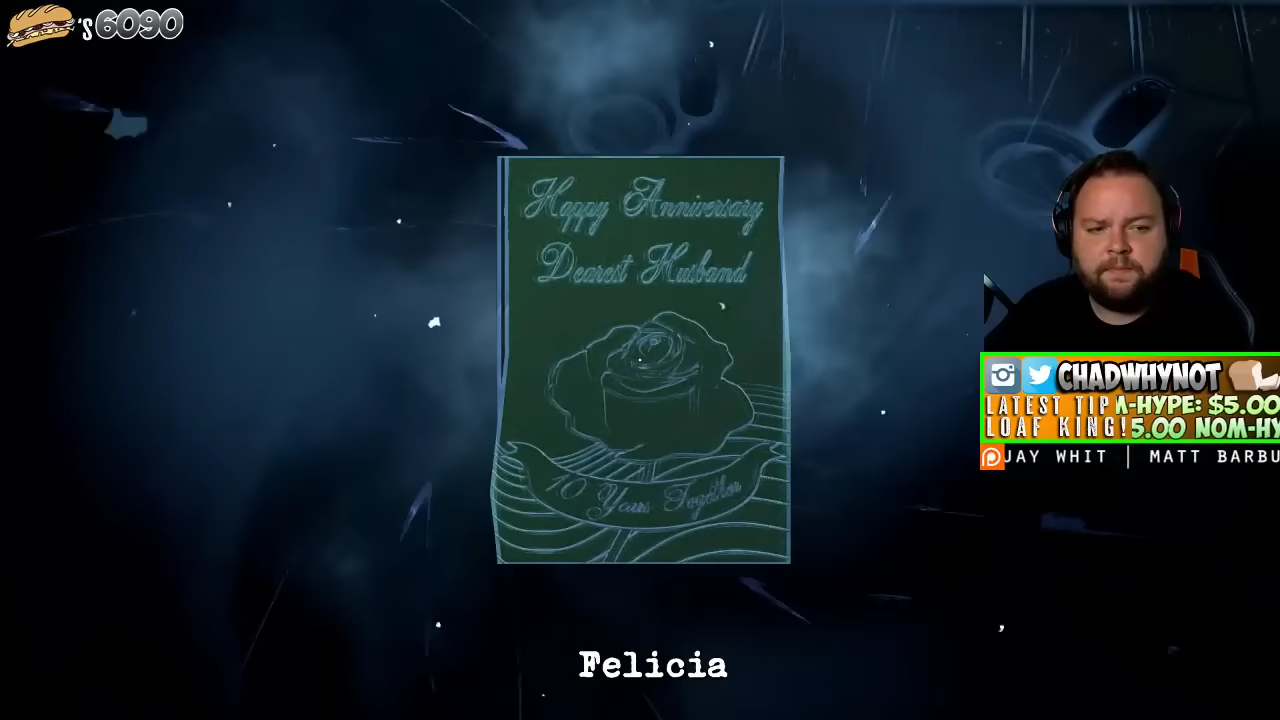 's 6090
Happy Anniversary
Dearest Husband
10 Years Together
Felicia
CHADWHYNOT
LATEST TIP A-HYPE: $5.00
LOAF KING! 5.00 NOM-HY
JAY WHIT | MATT BARBU